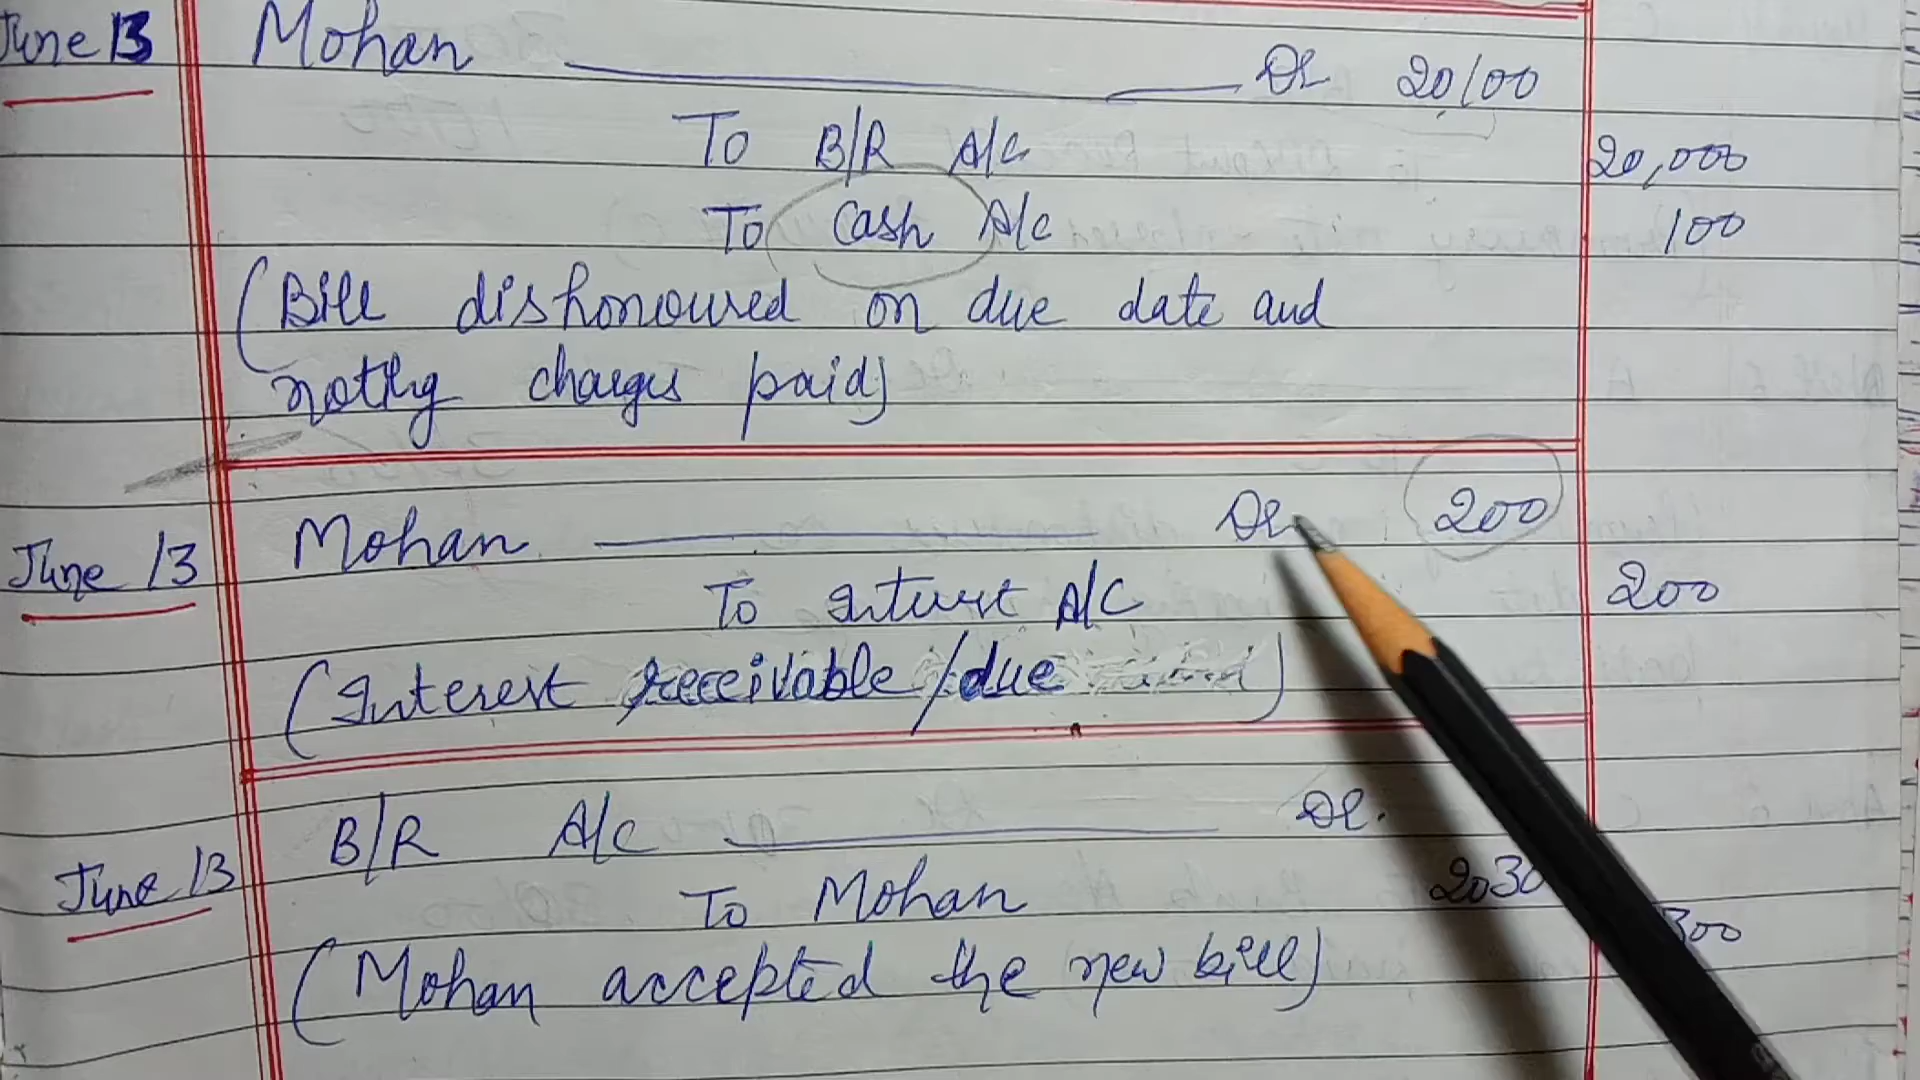 June 13 Mohan Dr 20,100
To B/R A/c 20,000
To Cash A/c 100
(Bill dishonoured on due date and
noting charges paid)
June 13 Mohan Dr 200
To Interest A/C 200
(Interest receivable/due)
June 13 B/R A/c Dr.
To Mohan 2030 300
(Mohan accepted the new bill)